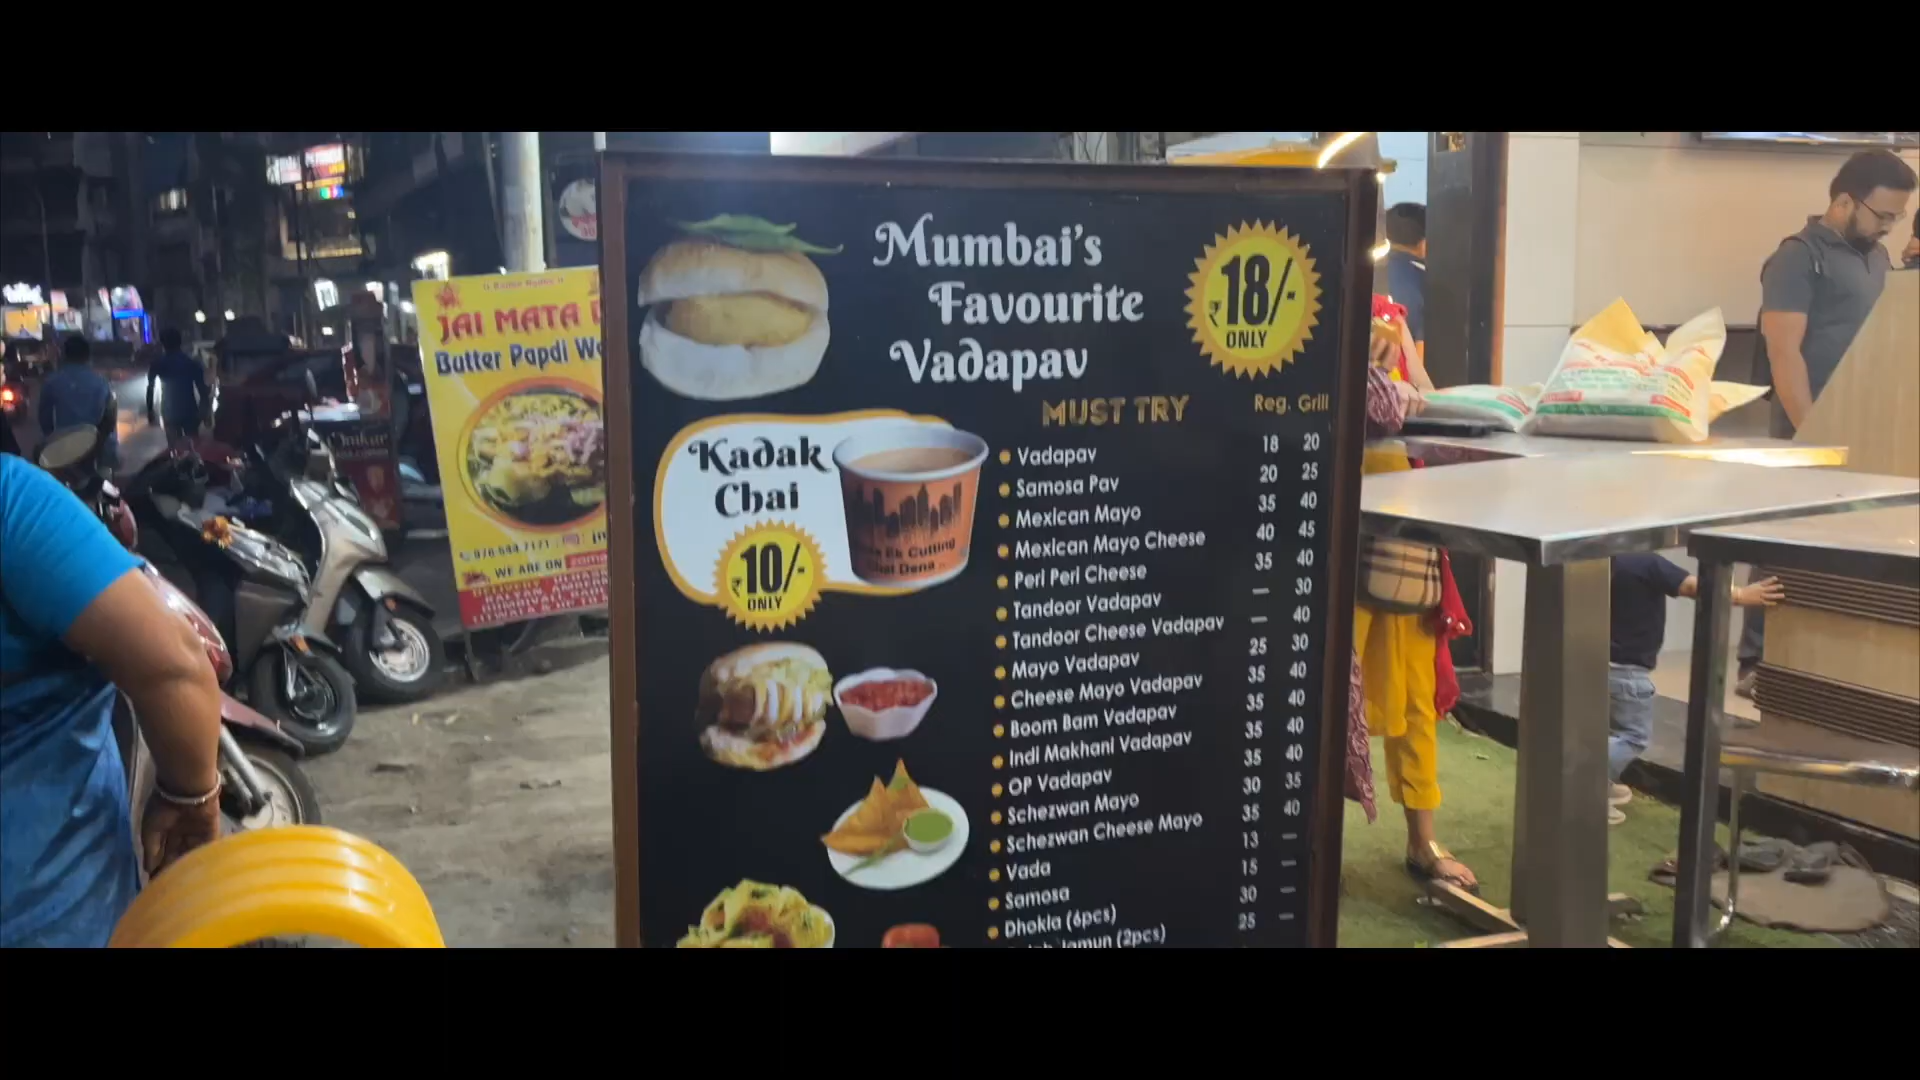 JAI MATA
Butter Papdi
WE ARE ON
Mumbai's
Favourite
Vadapav
₹18/-
ONLY
Kadak
Chai
₹10/-
ONLY
Ek Cutting
Chai Dena
MUST TRY Reg. Grill
Vadapav 18 20
Samosa Pav 20 25
Mexican Mayo 35 40
Mexican Mayo Cheese 40 45
Peri Peri Cheese 35 40
Tandoor Vadapav — 30
Tandoor Cheese Vadapav — 40
Mayo Vadapav 25 30
Cheese Mayo Vadapav 35 40
Boom Bam Vadapav 35 40
Indi Makhani Vadapav 35 40
OP Vadapav 35 40
Schezwan Mayo 30 35
Schezwan Cheese Mayo 35 40
Vada 13 —
Samosa 15 —
Dhokla (6pcs) 30 —
Jamun (2pcs) 25 —